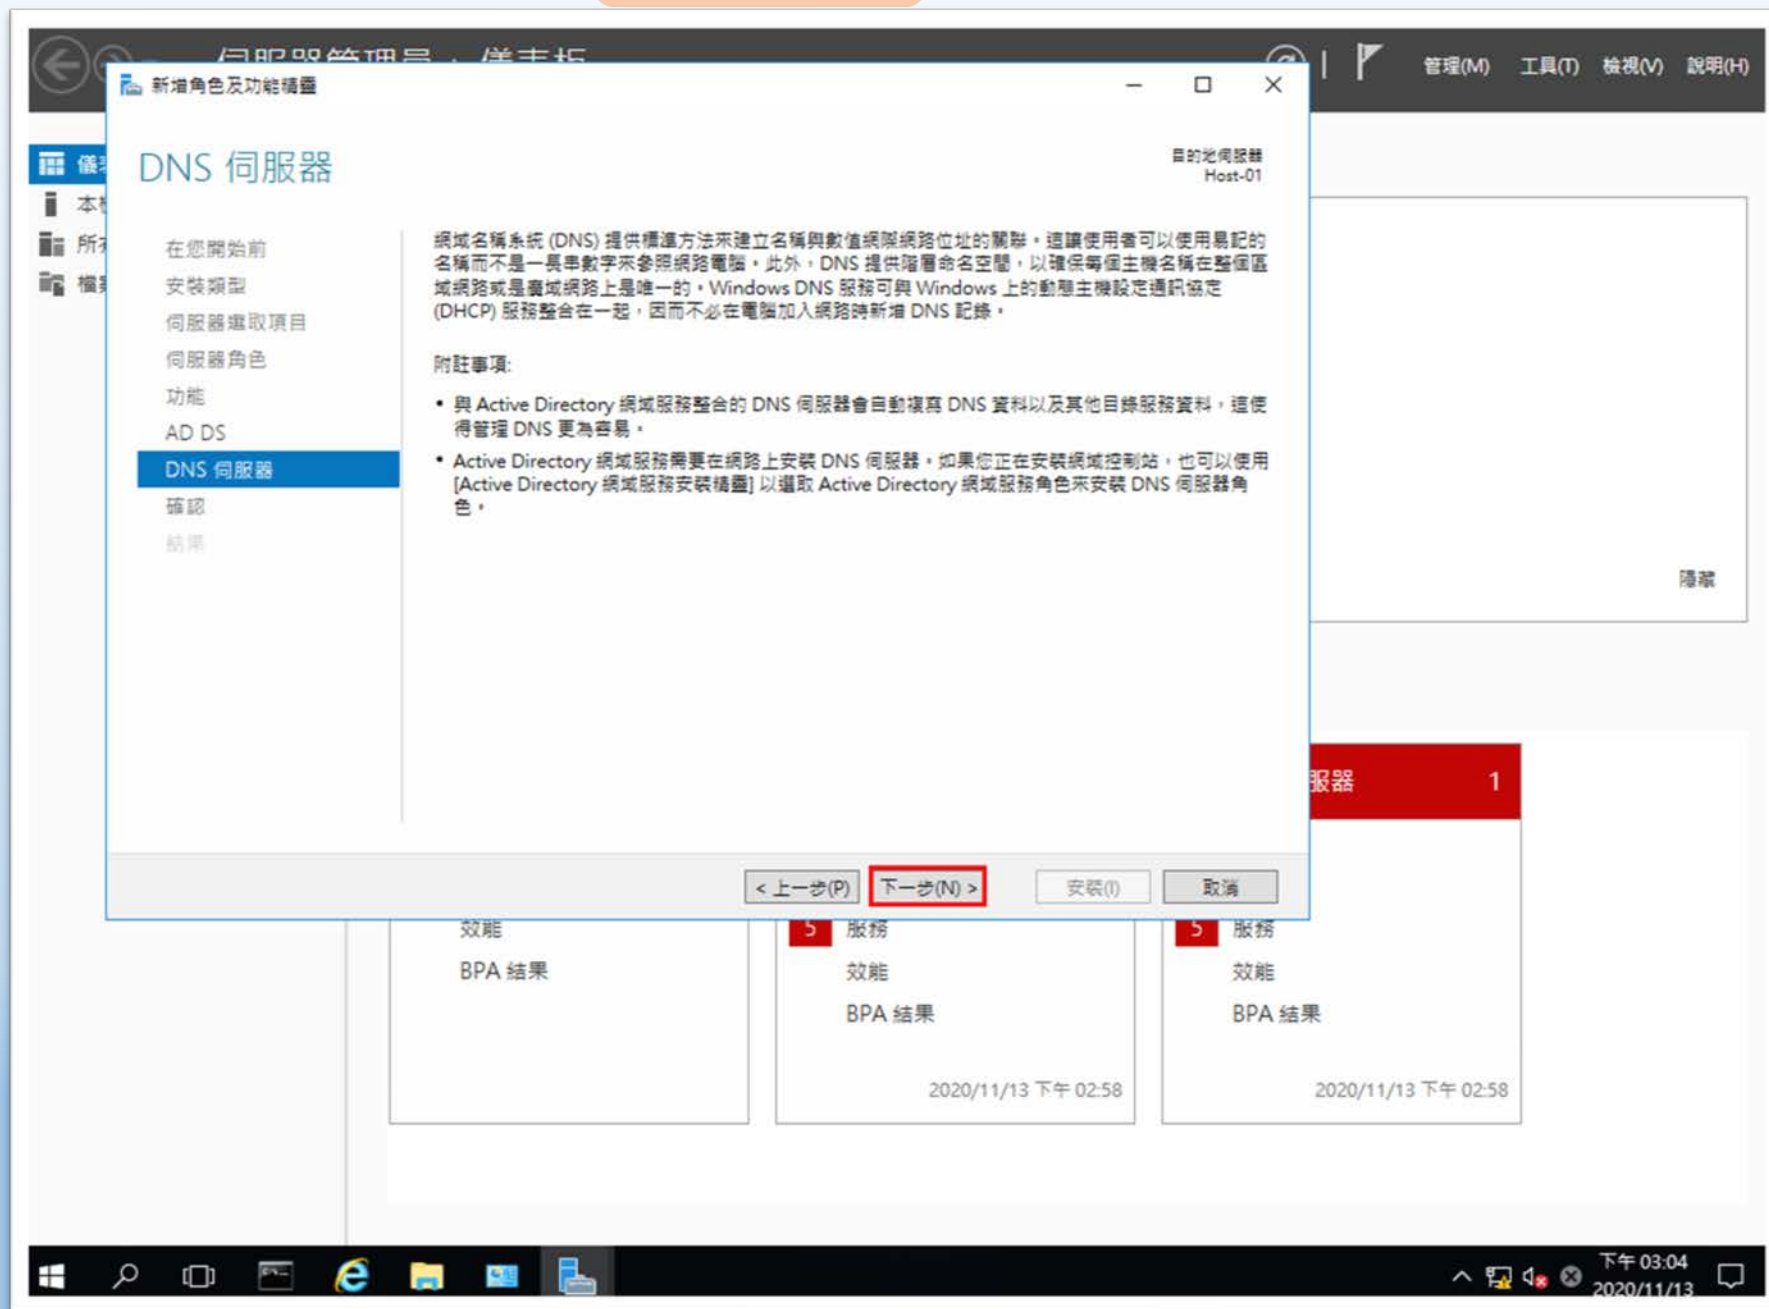 伺服器管理員 · 儀表板
管理(M) 工具(T) 檢視(V) 說明(H)
新增角色及功能精靈
DNS 伺服器
目的地伺服器
Host-01
在您開始前
安裝類型
伺服器選取項目
伺服器角色
功能
AD DS
DNS 伺服器
確認
結果
網域名稱系統 (DNS) 提供標準方法來建立名稱與數值網際網路位址的關聯。這讓使用者可以使用易記的
名稱而不是一長串數字來參照網路電腦。此外，DNS 提供階層命名空間，以確保每個主機名稱在整個區
域網路或是廣域網路上是唯一的。Windows DNS 服務可與 Windows 上的動態主機設定通訊協定
(DHCP) 服務整合在一起，因而不必在電腦加入網路時新增 DNS 記錄。
附註事項:
• 與 Active Directory 網域服務整合的 DNS 伺服器會自動複寫 DNS 資料以及其他目錄服務資料，這使
得管理 DNS 更為容易。
• Active Directory 網域服務需要在網路上安裝 DNS 伺服器。如果您正在安裝網域控制站，也可以使用
[Active Directory 網域服務安裝精靈] 以選取 Active Directory 網域服務角色來安裝 DNS 伺服器角
色。
< 上一步(P) 下一步(N) > 安裝(I) 取消
儀
本
所
檔
隱藏
服器 1
效能
BPA 結果
5 服務
效能
BPA 結果
2020/11/13 下午 02:58
5 服務
效能
BPA 結果
2020/11/13 下午 02:58
下午 03:04
2020/11/13